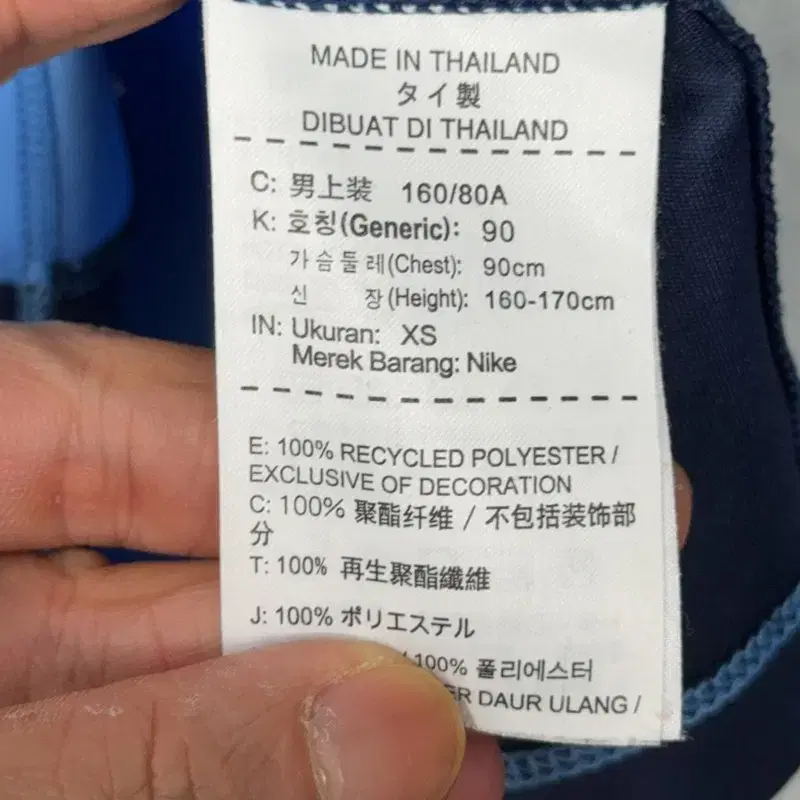 MADE IN THAILAND
タイ製
DIBUAT DI THAILAND
C: 男上装 160/80A
K: 호칭(Generic): 90
가슴둘레(Chest): 90cm
신 장(Height): 160-170cm
IN: Ukuran: XS
Merek Barang: Nike
E: 100% RECYCLED POLYESTER /
EXCLUSIVE OF DECORATION
C: 100% 聚酯纤维 / 不包括装饰部
分
T: 100% 再生聚酯纖維
J: 100% ポリエステル
100% 폴리에스터
DAUR ULANG /